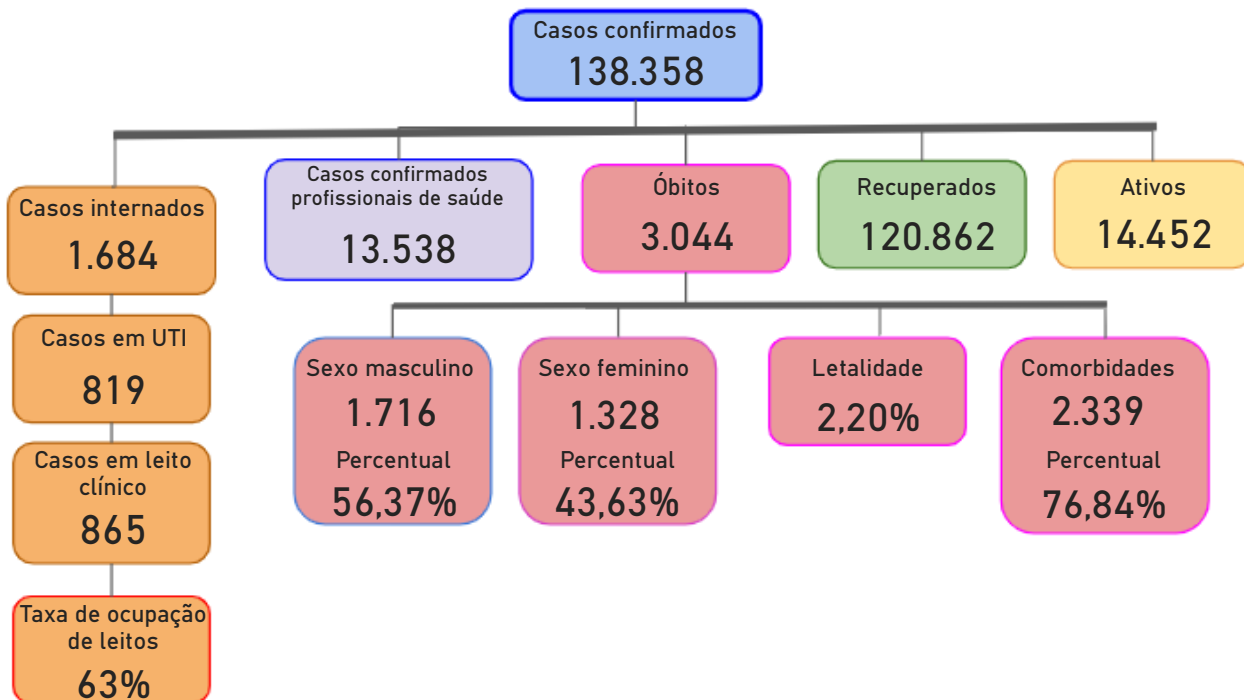 Casos confirmados
138.358
Casos internados
1.684
Casos confirmados
profissionais de saúde
13.538
Óbitos
3.044
Recuperados
120.862
Ativos
14.452
Casos em UTI
819
Casos em leito
clínico
865
Taxa de ocupação
de leitos
63%
Sexo masculino
1.716
Percentual
56,37%
Sexo feminino
1.328
Percentual
43,63%
Letalidade
2,20%
Comorbidades
2.339
Percentual
76,84%